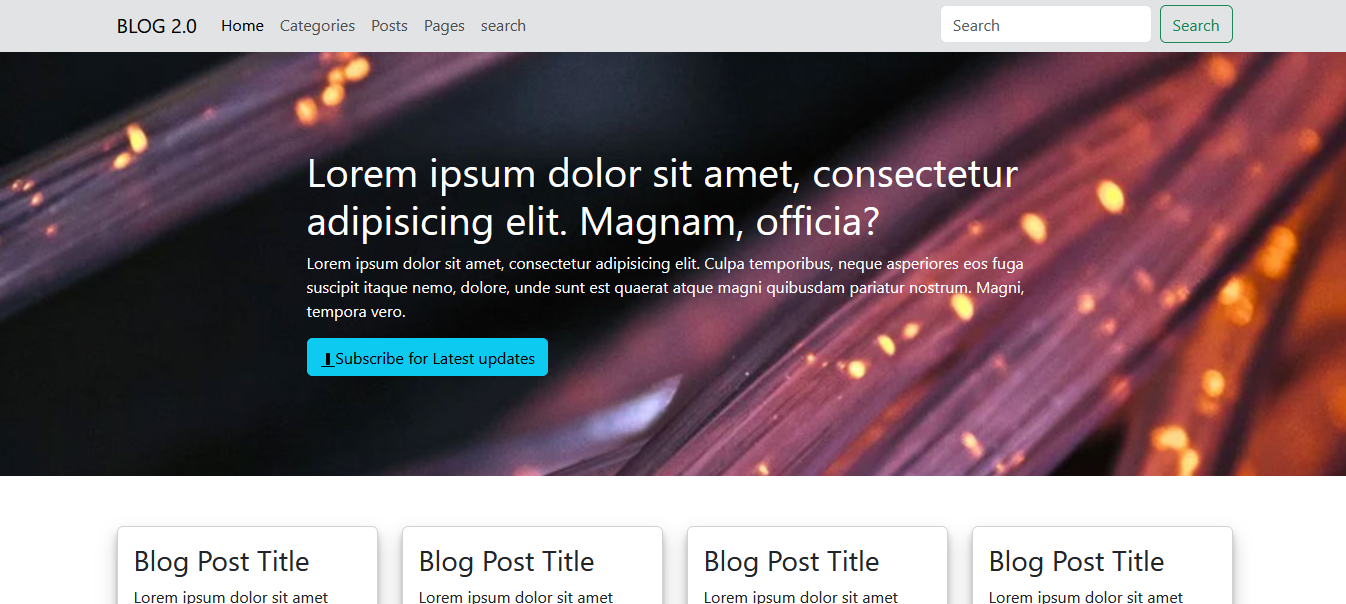 BLOG 2.0 Home Categories Posts Pages search Search Search
Lorem ipsum dolor sit amet, consectetur
adipisicing elit. Magnam, officia?
Lorem ipsum dolor sit amet, consectetur adipisicing elit. Culpa temporibus, neque asperiores eos fuga
suscipit itaque nemo, dolore, unde sunt est quaerat atque magni quibusdam pariatur nostrum. Magni,
tempora vero.
Subscribe for Latest updates
Blog Post Title Blog Post Title Blog Post Title Blog Post Title
Lorem ipsum dolor sit amet Lorem ipsum dolor sit amet Lorem ipsum dolor sit amet Lorem ipsum dolor sit amet